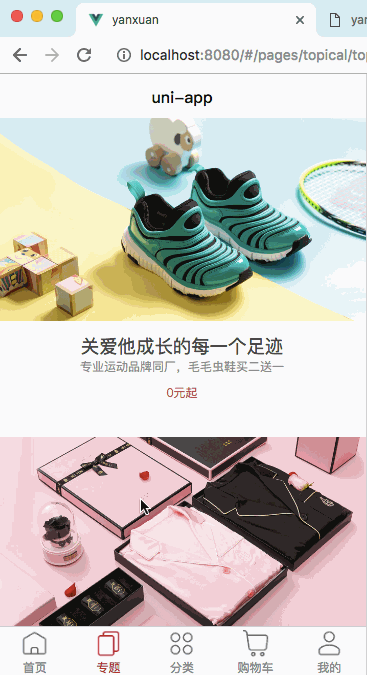 yanxuan
yan
localhost:8080/#/pages/topical/top
uni-app
关爱他成长的每一个足迹
专业运动品牌同厂，毛毛虫鞋买二送一
0元起
首页
专题
分类
购物车
我的